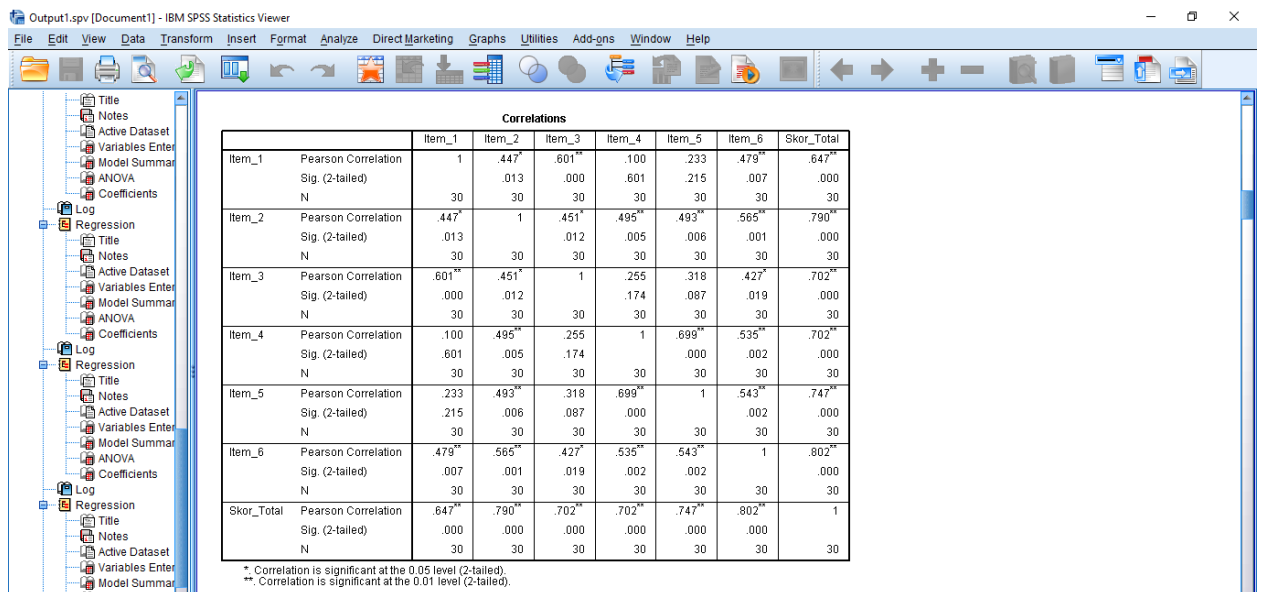 Output1.spv [Document1] - IBM SPSS Statistics Viewer
File Edit View Data Transform Insert Format Analyze Direct Marketing Graphs Utilities Add-ons Window Help
Title
Notes
Active Dataset
Variables Enter
Model Summar
ANOVA
Coefficients
Log
Regression
Title
Notes
Active Dataset
Variables Enter
Model Summar
ANOVA
Coefficients
Log
Regression
Title
Notes
Active Dataset
Variables Enter
Model Summar
ANOVA
Coefficients
Log
Regression
Title
Notes
Active Dataset
Variables Enter
Model Summar
Correlations
Item_1 Item_2 Item_3 Item_4 Item_5 Item_6 Skor_Total
Item_1 Pearson Correlation 1 .447* .601** .100 .233 .479** .647**
Sig. (2-tailed) .013 .000 .601 .215 .007 .000
N 30 30 30 30 30 30 30
Item_2 Pearson Correlation .447* 1 .451* .495** .493** .565** .790**
Sig. (2-tailed) .013 .012 .005 .006 .001 .000
N 30 30 30 30 30 30 30
Item_3 Pearson Correlation .601** .451* 1 .255 .318 .427* .702**
Sig. (2-tailed) .000 .012 .174 .087 .019 .000
N 30 30 30 30 30 30 30
Item_4 Pearson Correlation .100 .495** .255 1 .699** .535** .702**
Sig. (2-tailed) .601 .005 .174 .000 .002 .000
N 30 30 30 30 30 30 30
Item_5 Pearson Correlation .233 .493** .318 .699** 1 .543** .747**
Sig. (2-tailed) .215 .006 .087 .000 .002 .000
N 30 30 30 30 30 30 30
Item_6 Pearson Correlation .479** .565** .427* .535** .543** 1 .802**
Sig. (2-tailed) .007 .001 .019 .002 .002 .000
N 30 30 30 30 30 30 30
Skor_Total Pearson Correlation .647** .790** .702** .702** .747** .802** 1
Sig. (2-tailed) .000 .000 .000 .000 .000 .000
N 30 30 30 30 30 30 30
*. Correlation is significant at the 0.05 level (2-tailed).
**. Correlation is significant at the 0.01 level (2-tailed).